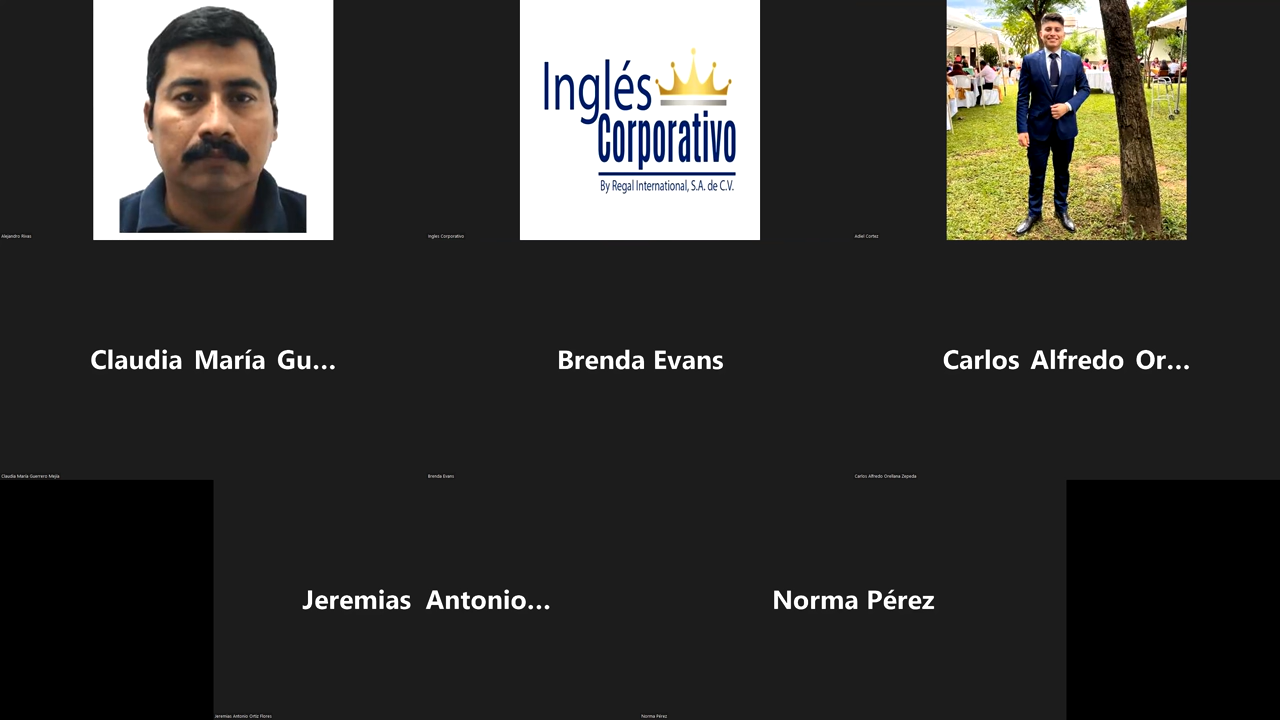 Inglés
Corporativo
By Regal International, S.A. de C.V.
Alejandro Rivas
Ingles Corporativo
Adiel Cortez
Claudia María Gu...
Brenda Evans
Carlos Alfredo Or...
Claudia María Guerrero Mejía
Brenda Evans
Carlos Alfredo Orellana Zepeda
Jeremias Antonio...
Norma Pérez
Jeremias Antonio Ortiz Flores
Norma Pérez